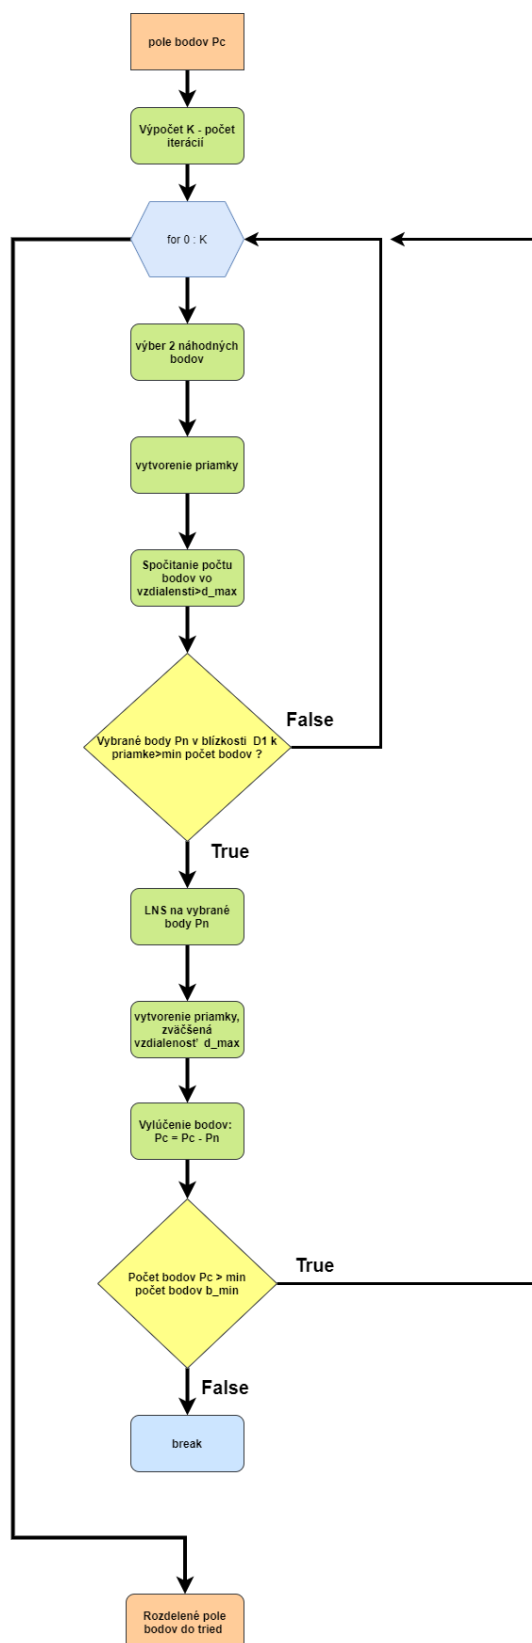 pole bodov Pc
Výpočet K - počet
iterácií
for 0 : K
výber 2 náhodných
bodov
vytvorenie priamky
Spočitanie počtu
bodov vo
vzdialensti>d_max
False
Vybrané body Pn v blízkosti D1 k
priamke>min počet bodov ?
True
LNS na vybrané
body Pn
vytvorenie priamky,
zväčšená
vzdialenosť d_max
Vylúčenie bodov:
Pc = Pc - Pn
True
Počet bodov Pc > min
počet bodov b_min
False
break
Rozdelené pole
bodov do tried